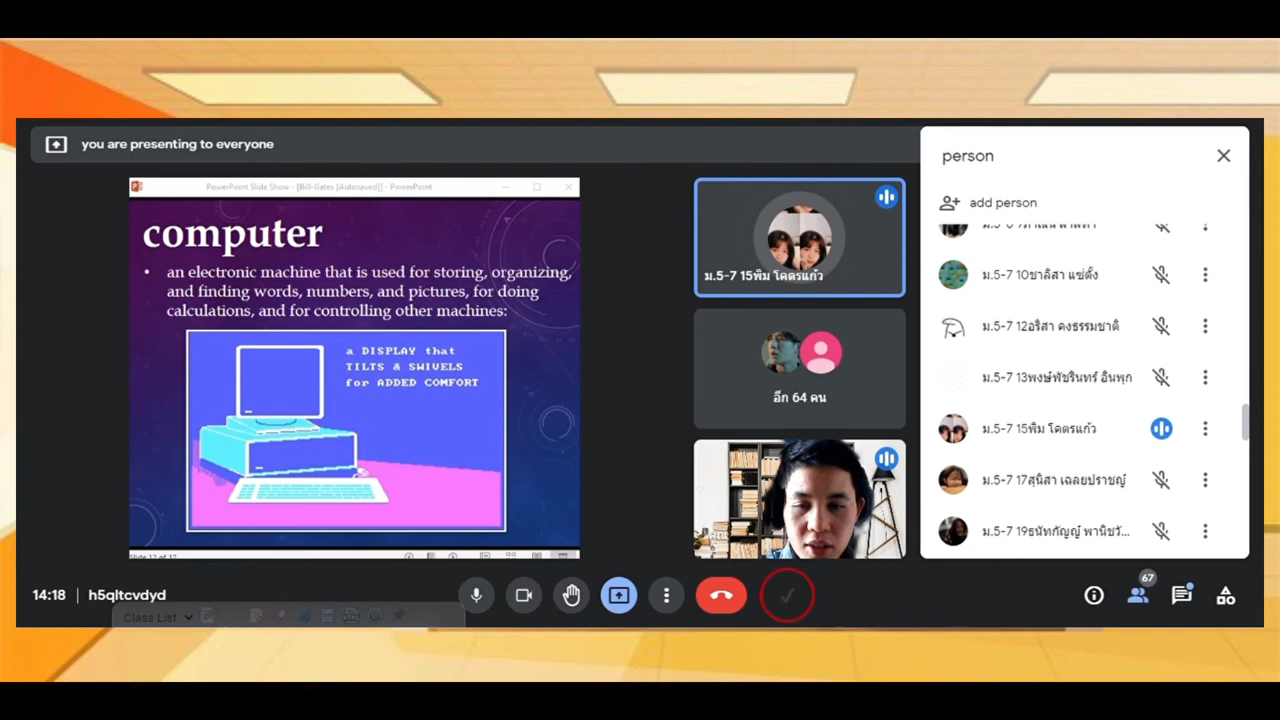 you are presenting to everyone
PowerPoint Slide Show - [Bill-Gates [Autosaved]] - PowerPoint
computer
• an electronic machine that is used for storing, organizing,
and finding words, numbers, and pictures, for doing
calculations, and for controlling other machines:
a DISPLAY that
TILTS & SWIVELS
for ADDED COMFORT
ม.5-7 15พิม โคตรแก้ว
อีก 64 คน
คุณ
person
add person
ม.5-7 10ชาลิสา แซ่ตั้ง
ม.5-7 12อริสา คงธรรมชาติ
ม.5-7 13พงษ์พัชรินทร์ อินพุก
ม.5-7 15พิม โคตรแก้ว
ม.5-7 17สุนิสา เฉลยปราชญ์
ม.5-7 19ธนัทกัญญ์ พานิชวั...
14:18 | h5qltcvdyd
67
Class List